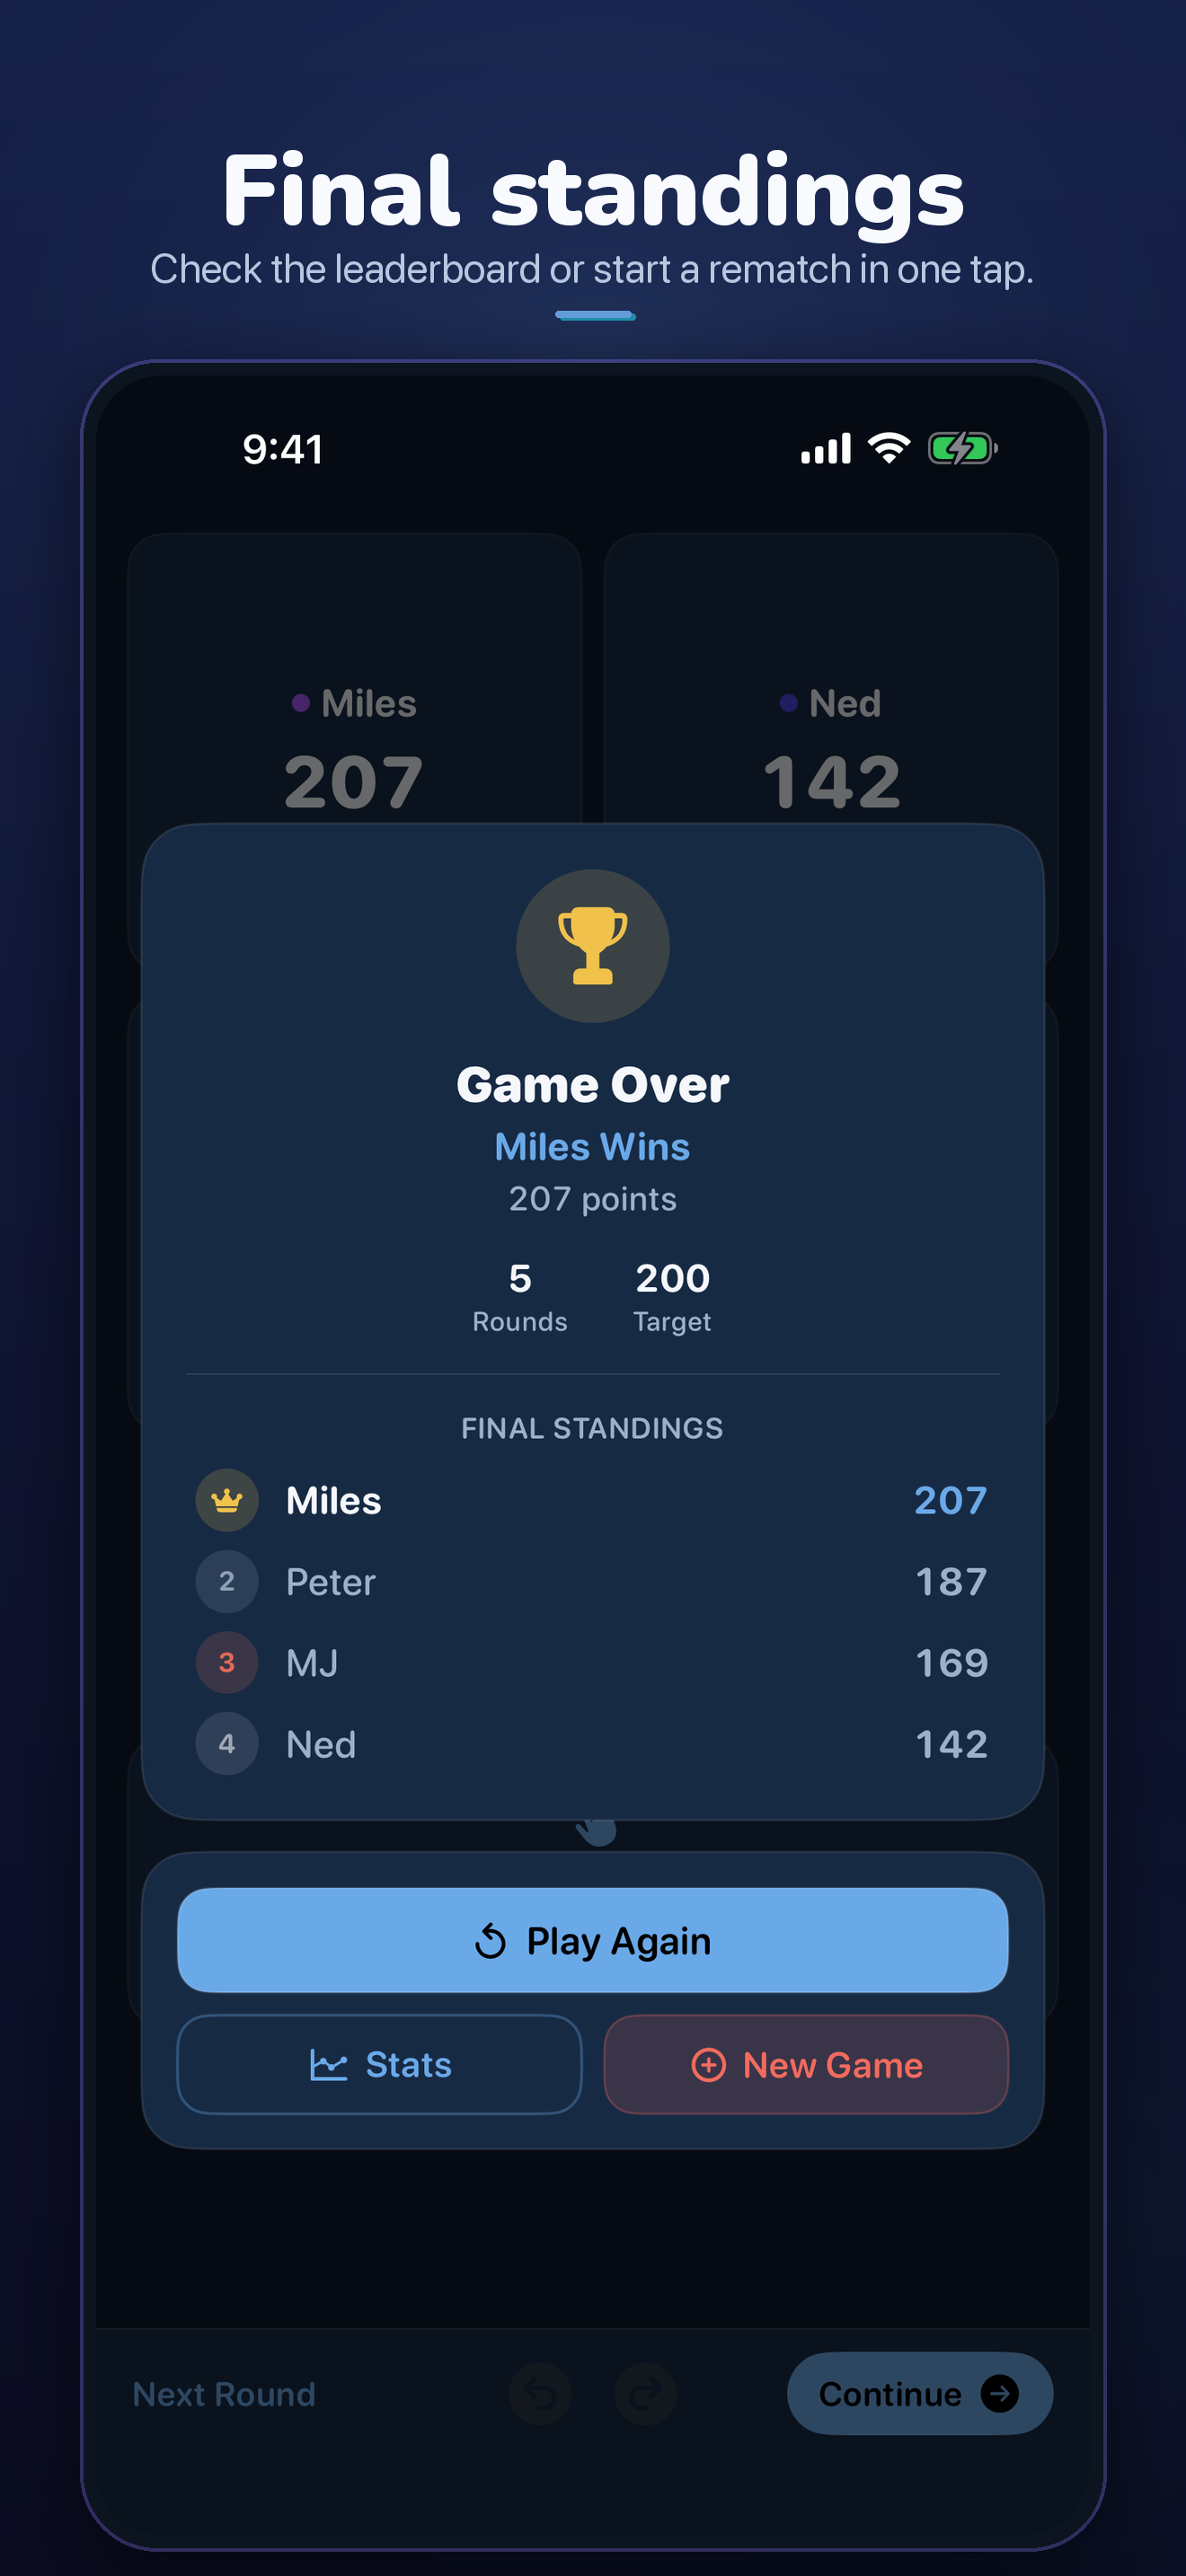 Final standings
Check the leaderboard or start a rematch in one tap.
9:41
Miles
Ned
207
142
Game Over
Miles Wins
207 points
5
200
Rounds
Target
FINAL STANDINGS
Miles 207
2 Peter 187
3 MJ 169
4 Ned 142
Play Again
Stats
New Game
Next Round
Continue